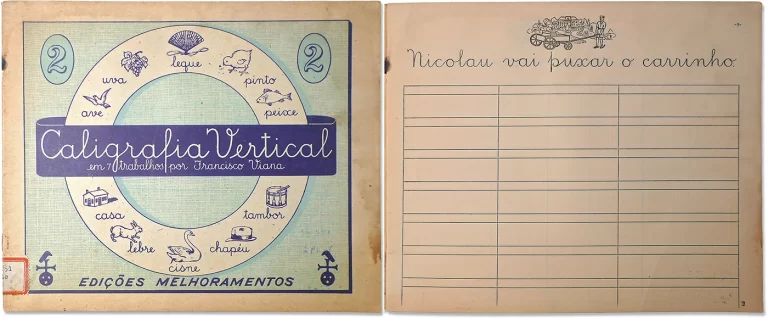 2
2
leque
uva
pinto
ave
peixe
Caligrafia Vertical
em 7 trabalhos por Francisco Viana
casa
tambor
lebre
chapéu
cisne
EDIÇÕES MELHORAMENTOS
Nicolau vai puxar o carrinho.
3